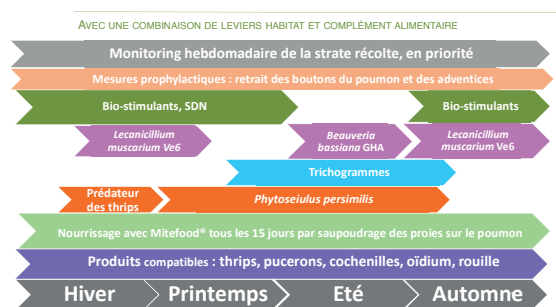 AVEC UNE COMBINAISON DE LEVIERS HABITAT ET COMPLÉMENT ALIMENTAIRE
Monitoring hebdomadaire de la strate récolte, en priorité
Mesures prophylactiques : retrait des boutons du poumon et des adventices
Bio-stimulants, SDN
Bio-stimulants
Lecanicillium
muscarium Ve6
Beauveria
bassiana GHA
Lecanicillium
muscarium Ve6
Trichogrammes
Prédateur
des thrips
Phytoseiulus persimilis
Nourrissage avec Mitefood® tous les 15 jours par saupoudrage des proies sur le poumon
Produits compatibles : thrips, pucerons, cochenilles, oïdium, rouille
Hiver
Printemps
Eté
Automne